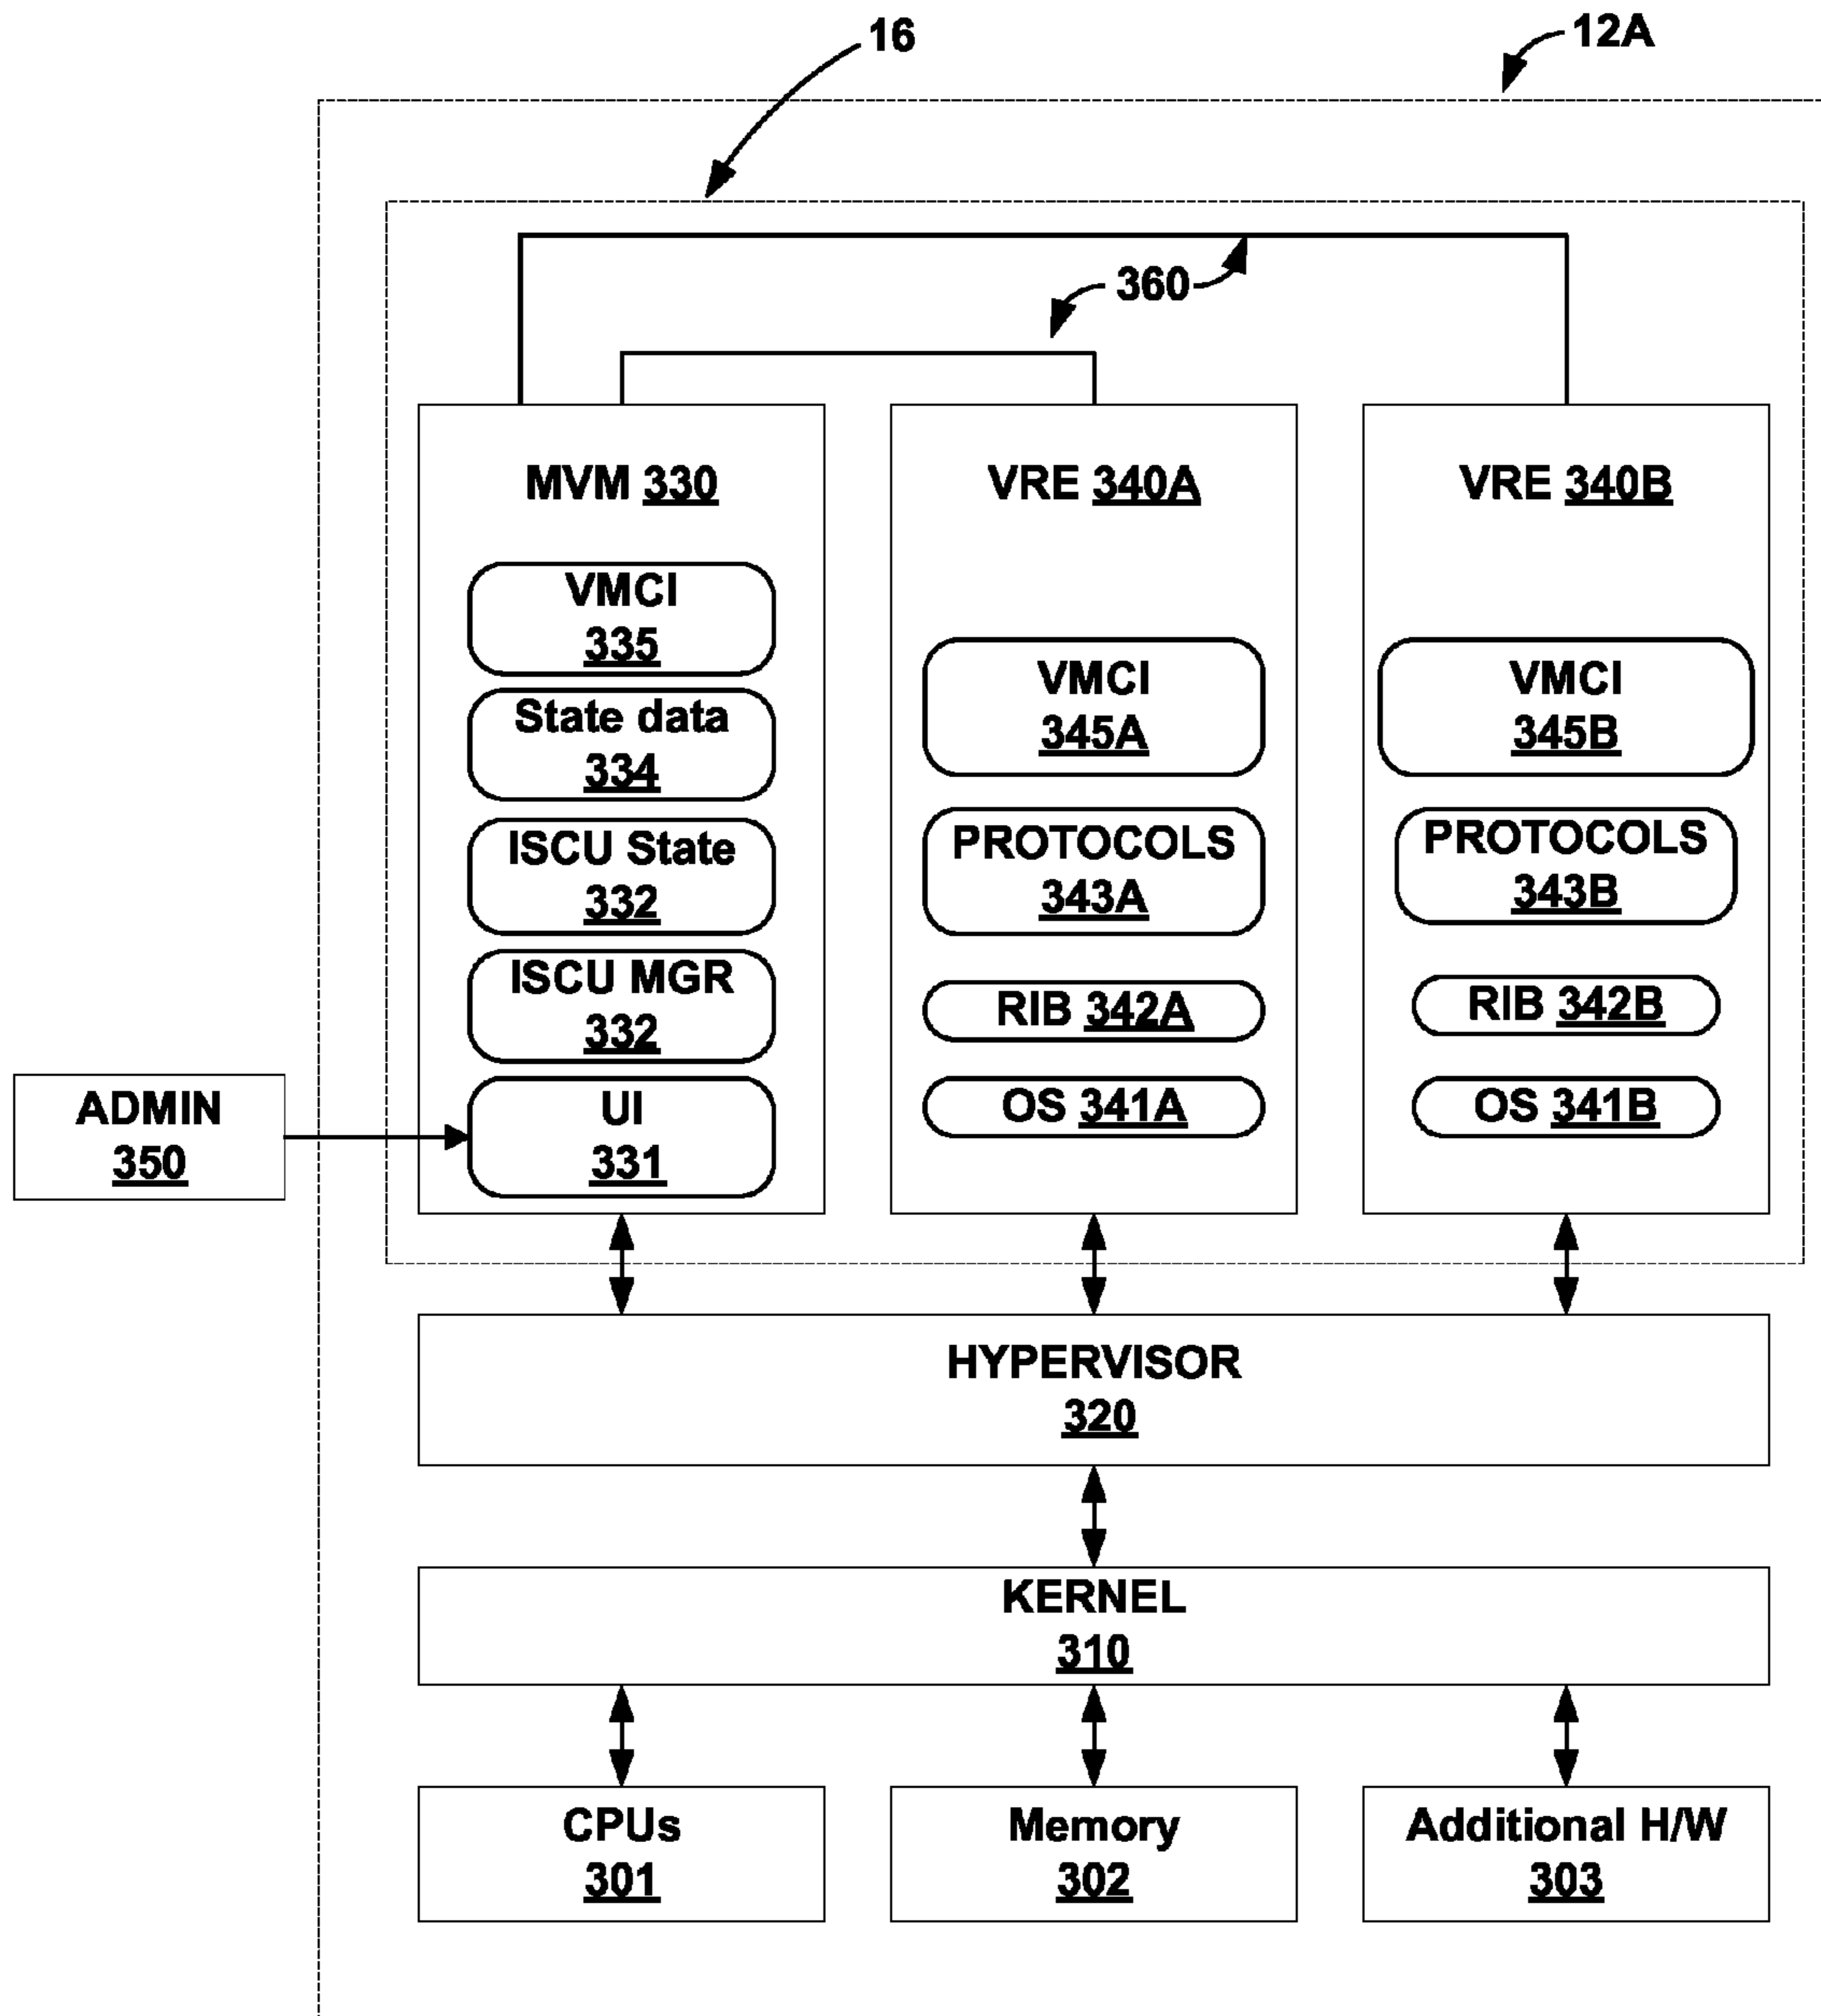 16
12A
360
MVM 330
VMCI
335
State data
334
ISCU State
332
ISCU MGR
332
UI
331
VRE 340A
VMCI
345A
PROTOCOLS
343A
RIB 342A
OS 341A
VRE 340B
VMCI
345B
PROTOCOLS
343B
RIB 342B
OS 341B
ADMIN
350
HYPERVISOR
320
KERNEL
310
CPUs
301
Memory
302
Additional H/W
303